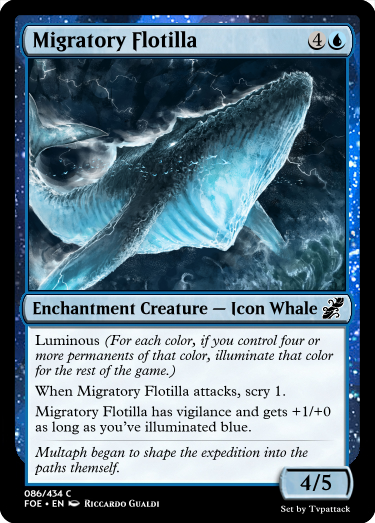 Migratory Flotilla 4
Enchantment Creature — Icon Whale
Luminous (For each color, if you control four or
more permanents of that color, illuminate that color
for the rest of the game.)
When Migratory Flotilla attacks, scry 1.
Migratory Flotilla has vigilance and gets +1/+0
as long as you've illuminated blue.
Multaph began to shape the expedition into the
paths themself.
4/5
086/434 C
FOE • EN Riccardo Gualdi
Set by Tvpattack